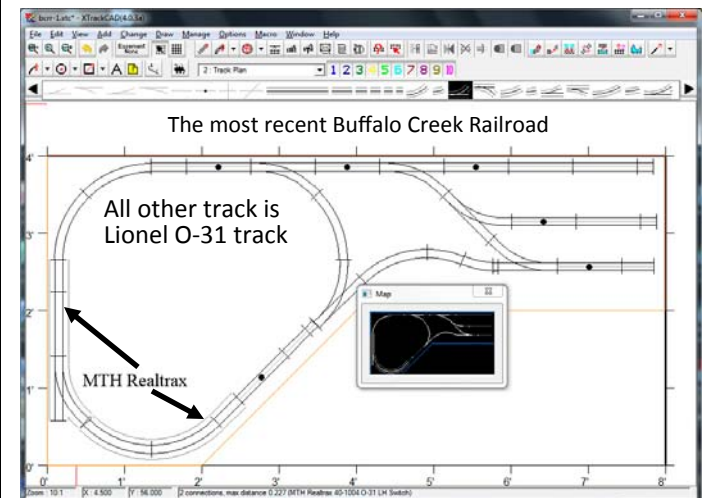 bcrr-1.xtc* - XTrackCAD(4.0.3a)
File Edit View Add Change Draw Manage Options Macro Window Help
2 : Track Plan
1 2 3 4 5 6 7 8 9 10
The most recent Buffalo Creek Railroad
4'
All other track is
Lionel O-31 track
3'
Map
2'
MTH Realtrax
1'
0'
0' 1' 2' 3' 4' 5' 6' 7' 8'
Zoom : 10:1 X : 4.500 Y : 56.000 2 connections, max distance 0.227 (MTH Realtrax 40-1004 O-31 LH Switch)